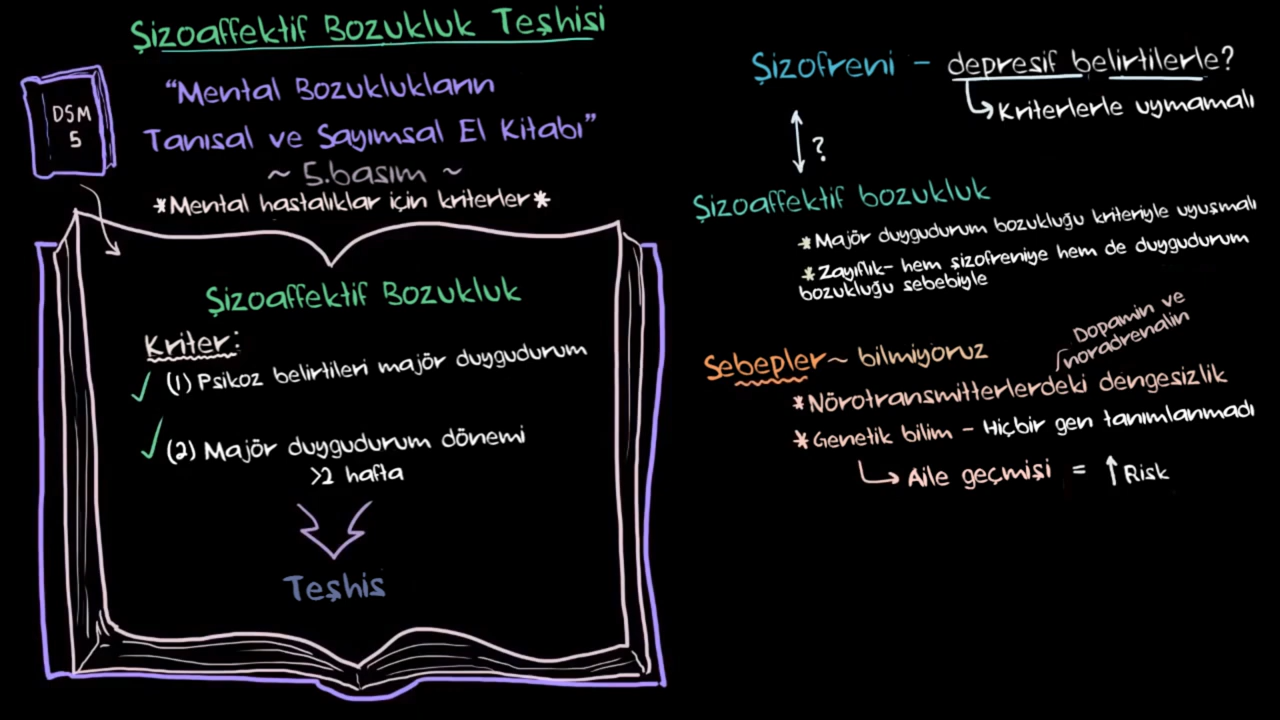 Şizoaffektif Bozukluk Teşhisi
DSM
5
"Mental Bozuklukların
Tanısal ve Sayımsal El Kitabı"
~ 5.basım ~
*Mental hastalıklar için kriterler*
Şizoaffektif Bozukluk
Kriter:
✓ (1) Psikoz belirtileri majör duygudurum
✓ (2) Majör duygudurum dönemi
>2 hafta
Teşhis
Şizofreni - depresif belirtilerle?
Kriterlerle uymamalı
?
Şizoaffektif bozukluk
*Majör duygudurum bozukluğu kriteriyle uyuşmalı
*Zayıflık- hem şizofreniye hem de duygudurum
bozukluğu sebebiyle
Sebepler~ bilmiyoruz
Dopamin ve
noradrenalin
*Nörotransmitterlerdeki dengesizlik
*Genetik bilim - Hiçbir gen tanımlanmadı
Aile geçmişi = ↑ Risk